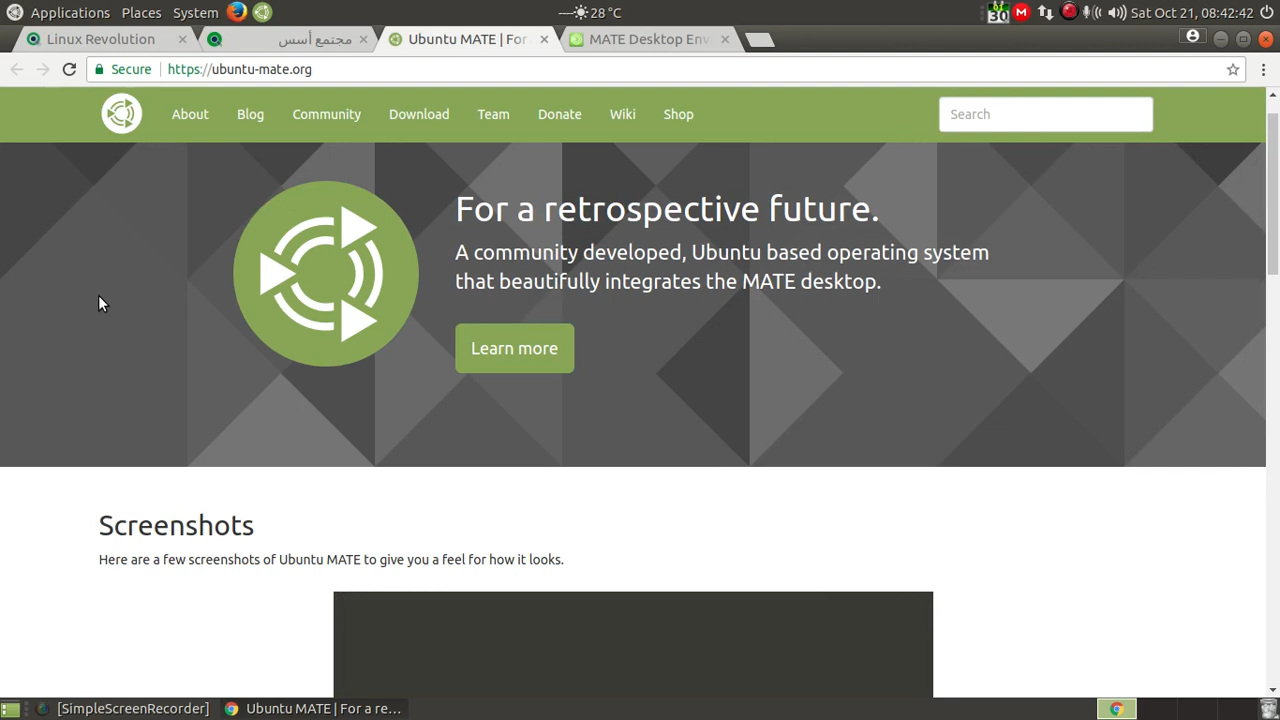 Applications Places System 28 °C 30 M Sat Oct 21, 08:42:42
Linux Revolution مجتمع أسس Ubuntu MATE | For MATE Desktop Env
Secure https://ubuntu-mate.org
About Blog Community Download Team Donate Wiki Shop Search
For a retrospective future.
A community developed, Ubuntu based operating system
that beautifully integrates the MATE desktop.
Learn more
Screenshots
Here are a few screenshots of Ubuntu MATE to give you a feel for how it looks.
[SimpleScreenRecorder] Ubuntu MATE | For a re...